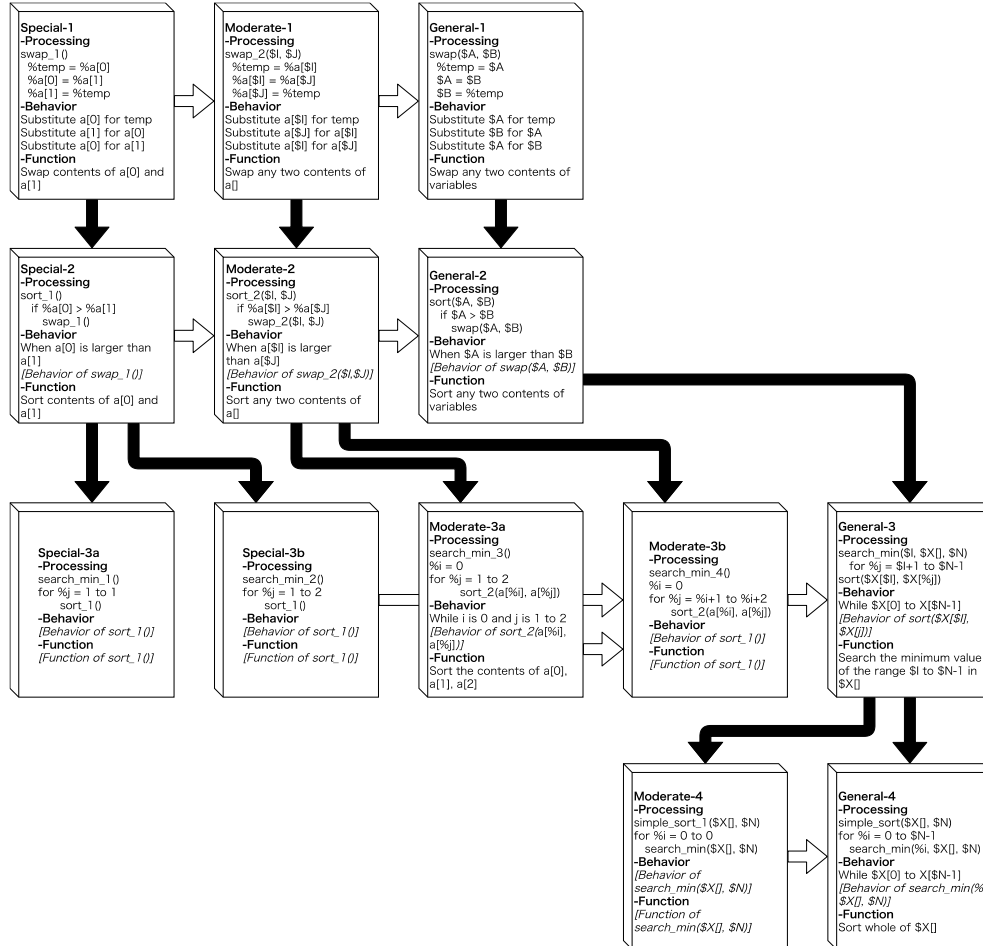 Special-1
-Processing
swap_1()
%temp = %a[0]
%a[0] = %a[1]
%a[1] = %temp
-Behavior
Substitute a[0] for temp
Substitute a[1] for a[0]
Substitute a[0] for a[1]
-Function
Swap contents of a[0] and
a[1]
Moderate-1
-Processing
swap_2($I, $J)
%temp = %a[$I]
%a[$I] = %a[$J]
%a[$J] = %temp
-Behavior
Substitute a[$I] for temp
Substitute a[$J] for a[$I]
Substitute a[$I] for a[$J]
-Function
Swap any two contents of
a[]
General-1
-Processing
swap($A, $B)
%temp = $A
$A = $B
$B = %temp
-Behavior
Substitute $A for temp
Substitute $B for $A
Substitute $A for $B
-Function
Swap any two contents of
variables
Special-2
-Processing
sort_1()
if %a[0] > %a[1]
swap_1()
-Behavior
When a[0] is larger than
a[1]
[Behavior of swap_1()]
-Function
Sort contents of a[0] and
a[1]
Moderate-2
-Processing
sort_2($I, $J)
if %a[$I] > %a[$J]
swap_2($I, $J)
-Behavior
When a[$I] is larger
than a[$J]
[Behavior of swap_2($I,$J)]
-Function
Sort any two contents of
a[]
General-2
-Processing
sort($A, $B)
if $A > $B
swap($A, $B)
-Behavior
When $A is larger than $B
[Behavior of swap($A, $B)]
-Function
Sort any two contents of
variables
Special-3a
-Processing
search_min_1()
for %j = 1 to 1
sort_1()
-Behavior
[Behavior of sort_1()]
-Function
[Function of sort_1()]
Special-3b
-Processing
search_min_2()
for %j = 1 to 2
sort_1()
-Behavior
[Behavior of sort_1()]
-Function
[Function of sort_1()]
Moderate-3a
-Processing
search_min_3()
%i = 0
for %j = 1 to 2
sort_2(a[%i], a[%j])
-Behavior
While i is 0 and j is 1 to 2
[Behavior of sort_2(a[%i],
a[%j])]
-Function
Sort the contents of a[0],
a[1], a[2]
Moderate-3b
-Processing
search_min_4()
%i = 0
for %j = %i+1 to %i+2
sort_2(a[%i], a[%j])
-Behavior
[Behavior of sort_1()]
-Function
[Function of sort_1()]
General-3
-Processing
search_min($I, $X[], $N)
for %j = $I+1 to $N-1
sort($X[$I], $X[%j])
-Behavior
While $X[0] to X[$N-1]
[Behavior of sort($X[$I],
$X[j])]
-Function
Search the minimum value
of the range $I to $N-1 in
$X[]
Moderate-4
-Processing
simple_sort_1($X[], $N)
for %i = 0 to 0
search_min($X[], $N)
-Behavior
[Behavior of
search_min($X[], $N)]
-Function
[Function of
search_min($X[], $N)]
General-4
-Processing
simple_sort($X[], $N)
for %i = 0 to $N-1
search_min(%i, $X[], $N)
-Behavior
While $X[0] to X[$N-1]
[Behavior of search_min(%
$X[], $N)]
-Function
Sort whole of $X[]